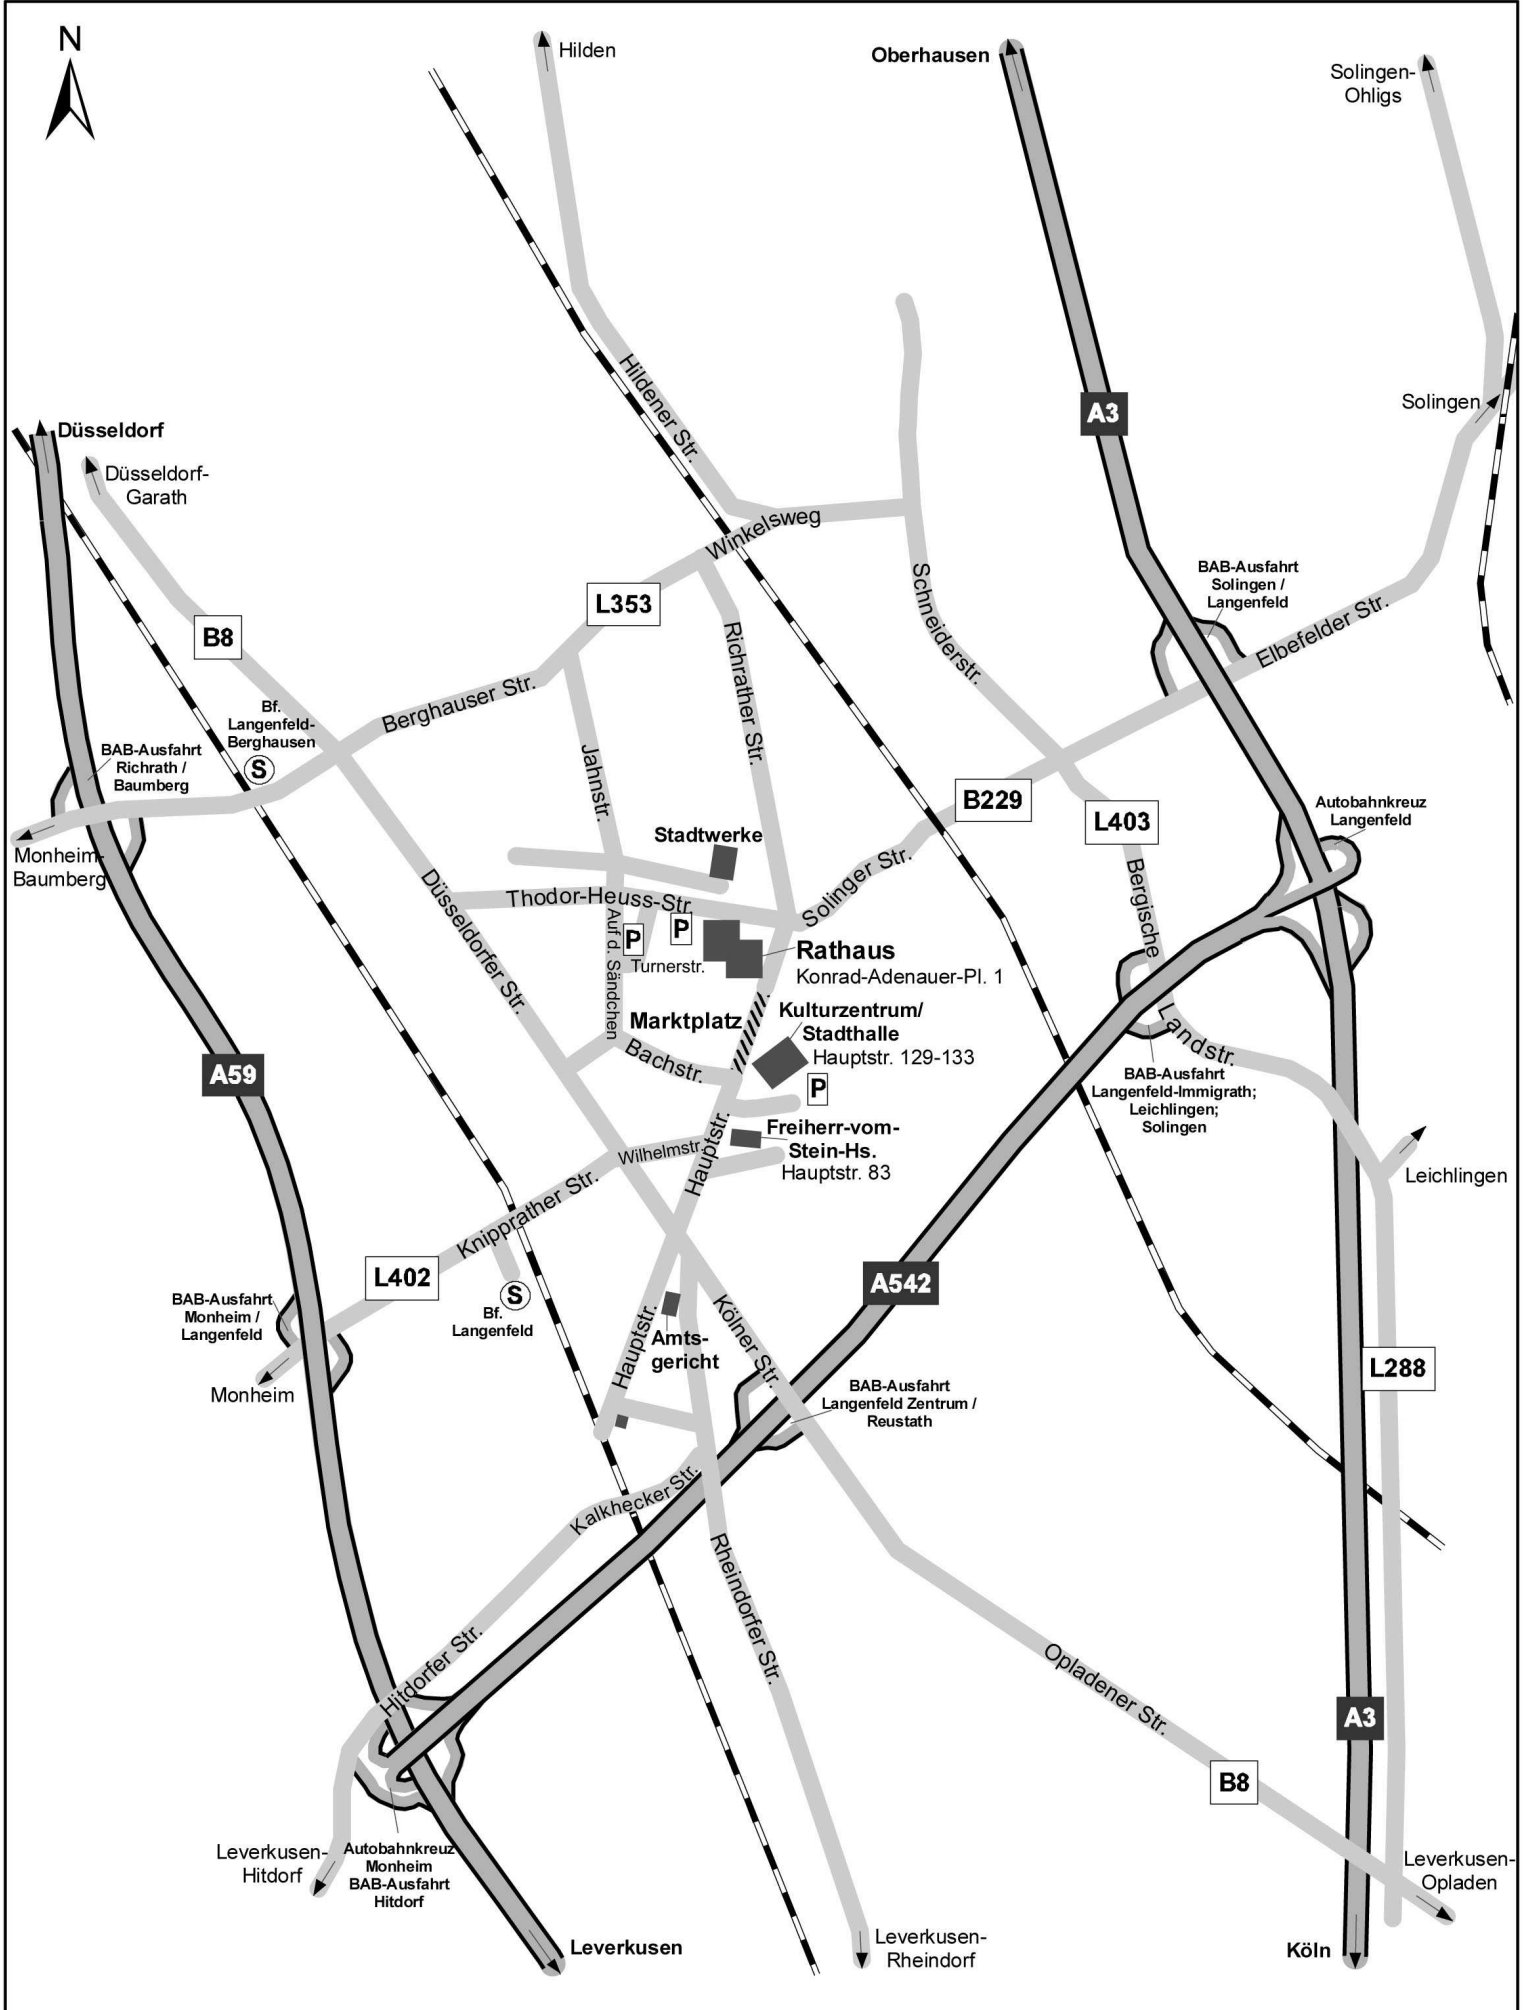 N
Hilden
Oberhausen
Solingen-
Ohligs
Hildener Str.
A3
Solingen
Düsseldorf
Düsseldorf-
Garath
Winkelsweg
L353
B8
Schneiderstr.
BAB-Ausfahrt
Solingen /
Langenfeld
Elbefelder Str.
Richrather Str.
Berghauser Str.
Bf.
Langenfeld-
Berghausen
S
BAB-Ausfahrt
Richrath /
Baumberg
Jahnstr.
B229
L403
Autobahnkreuz
Langenfeld
Monheim-
Baumberg
Stadtwerke
Solinger Str.
Bergische
Landstr.
Düsseldorfer Str.
Thodor-Heuss-Str.
Auf d. Sändchen
P
P
Turnerstr.
Rathaus
Konrad-Adenauer-Pl. 1
Marktplatz
Kulturzentrum/
Stadthalle
Hauptstr. 129-133
Bachstr.
P
A59
BAB-Ausfahrt
Langenfeld-Immigrath;
Leichlingen;
Solingen
Freiherr-vom-
Stein-Hs.
Hauptstr. 83
Hauptstr.
Wilhelmstr.
Knipprather Str.
Leichlingen
L402
S
Bf.
Langenfeld
A542
BAB-Ausfahrt
Monheim /
Langenfeld
Monheim
Hauptstr.
Amts-
gericht
Kölner Str.
BAB-Ausfahrt
Langenfeld Zentrum /
Reustath
L288
Kalkhecker Str.
Rheindorfer Str.
Hitdorfer Str.
Opladener Str.
A3
B8
Leverkusen-
Hitdorf
Autobahnkreuz
Monheim
BAB-Ausfahrt
Hitdorf
Leverkusen-
Opladen
Leverkusen
Leverkusen-
Rheindorf
Köln